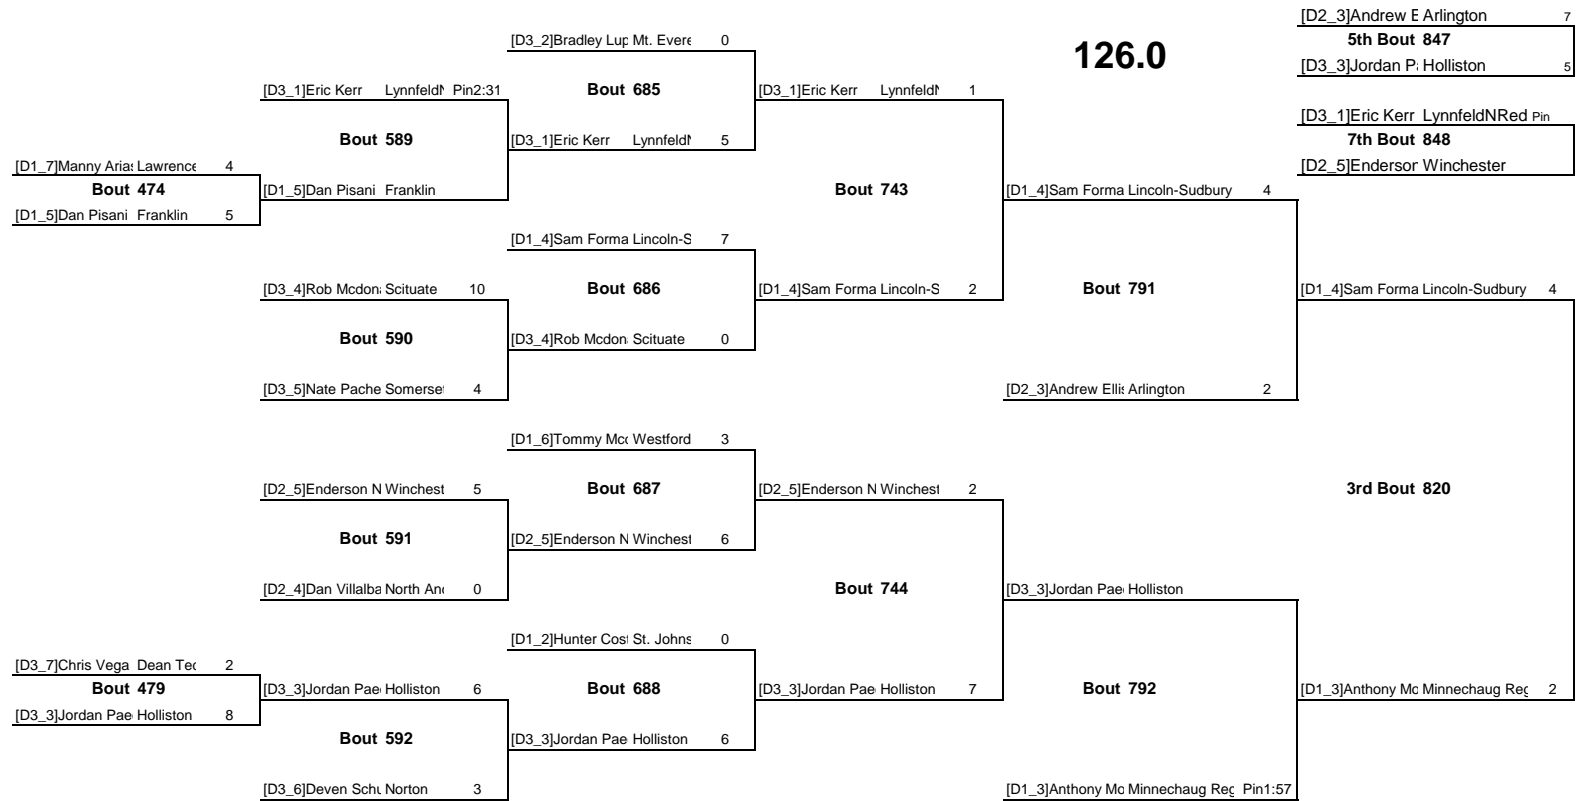 [D2_3]Andrew E Arlington 7
[D3_2]Bradley Lup Mt. Evere 0
126.0
5th Bout 847
[D3_3]Jordan P Holliston 5
[D3_1]Eric Kerr LynnfeldN Pin2:31
Bout 685
[D3_1]Eric Kerr LynnfeldN 1
[D3_1]Eric Kerr LynnfeldNRed Pin
Bout 589
[D3_1]Eric Kerr Lynnfeld 5
7th Bout 848
[D1_7]Manny Aria Lawrence 4
[D2_5]Enderson Winchester
Bout 474
[D1_5]Dan Pisani Franklin
Bout 743
[D1_4]Sam Forma Lincoln-Sudbury 4
[D1_5]Dan Pisani Franklin 5
[D1_4]Sam Forma Lincoln-S 7
[D3_4]Rob Mcdon Scituate 10
Bout 686
[D1_4]Sam Forma Lincoln-S 2
Bout 791
[D1_4]Sam Forma Lincoln-Sudbury 4
Bout 590
[D3_4]Rob Mcdon Scituate 0
[D3_5]Nate Pache Somerse 4
[D2_3]Andrew Ellis Arlington 2
[D1_6]Tommy Mc Westford 3
[D2_5]Enderson N Winchest 5
Bout 687
[D2_5]Enderson N Winchest 2
3rd Bout 820
Bout 591
[D2_5]Enderson N Winchest 6
[D2_4]Dan Villalba North An 0
Bout 744
[D3_3]Jordan Pae Holliston
[D1_2]Hunter Cos St. Johns 0
[D3_7]Chris Vega Dean Tec 2
Bout 479
[D3_3]Jordan Pae Holliston 6
Bout 688
[D3_3]Jordan Pae Holliston 7
Bout 792
[D1_3]Anthony Mc Minnechaug Reg 2
[D3_3]Jordan Pae Holliston 8
Bout 592
[D3_3]Jordan Pae Holliston 6
[D3_6]Deven Schu Norton 3
[D1_3]Anthony Mc Minnechaug Reg Pin1:57